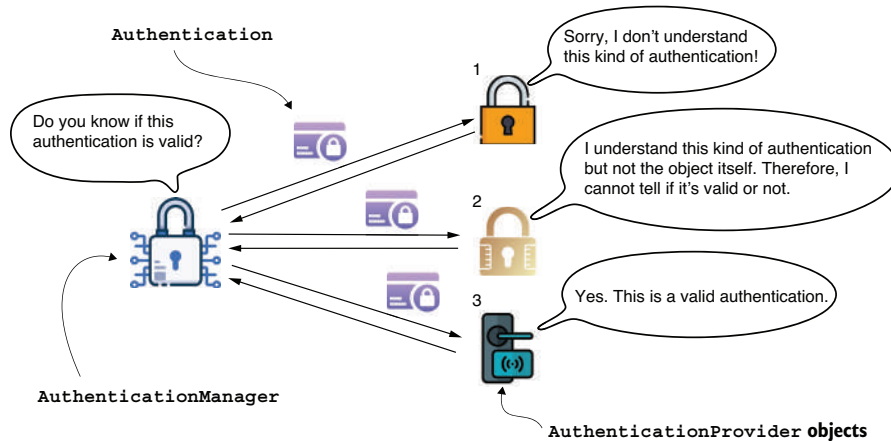 Authentication
1
Sorry, I don't understand
this kind of authentication!
Do you know if this
authentication is valid?
I understand this kind of authentication
but not the object itself. Therefore, I
cannot tell if it's valid or not.
2
3
Yes. This is a valid authentication.
AuthenticationManager
AuthenticationProvider objects